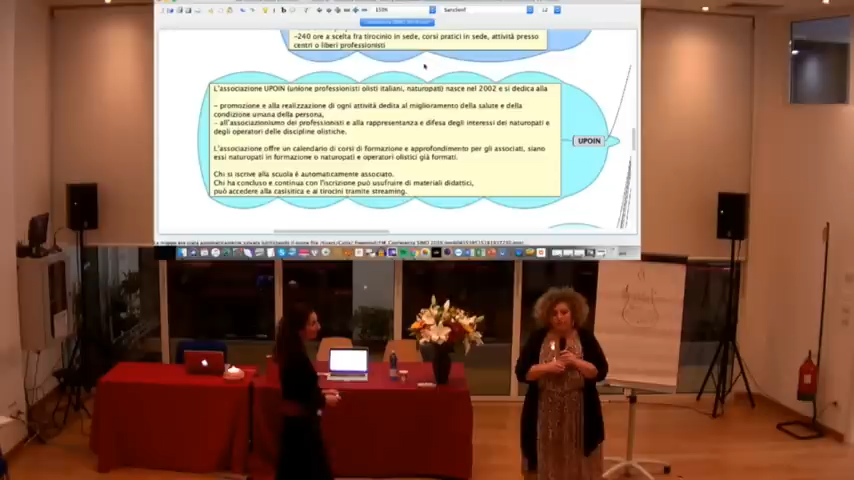 150%
SansSerif
12
-240 ore a scelta fra tirocinio in sede, corsi pratici in sede, attività presso
centri o liberi professionisti
L'associazione UPOIN (unione professionisti olisti italiani, naturopati) nasce nel 2002 e si dedica alla
- promozione e alla realizzazione di ogni attività dedita al miglioramento della salute e della
condizione umana della persona,
- all'associazionismo dei professionisti e alla rappresentanza e difesa degli interessi dei naturopati e
degli operatori delle discipline olistiche.
L'associazione offre un calendario di corsi di formazione e approfondimento per gli associati, siano
essi naturopati in formazione o naturopati e operatori olistici già formati.
Chi si iscrive alla scuola è automaticamente associato.
Chi ha concluso e continua con l'iscrizione può usufruire di materiali didattici,
può accedere alla casisitica e ai tirocini tramite streaming.
UPOIN